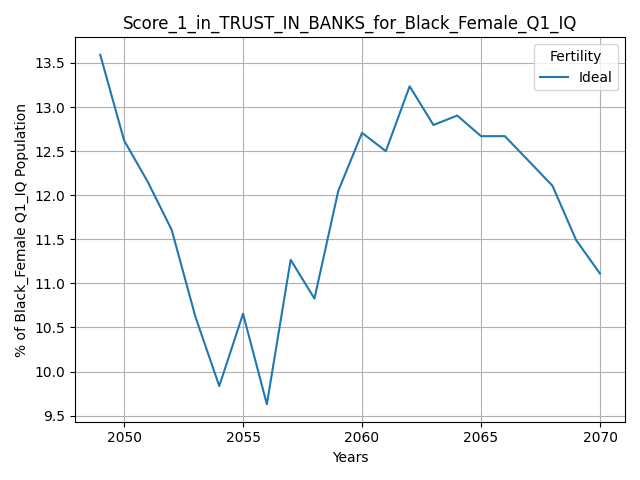 Score_1_in_TRUST_IN_BANKS_for_Black_Female_Q1_IQ
Fertility
Ideal
% of Black_Female Q1_IQ Population
13.5
13.0
12.5
12.0
11.5
11.0
10.5
10.0
9.5
2050 2055 2060 2065 2070
Years